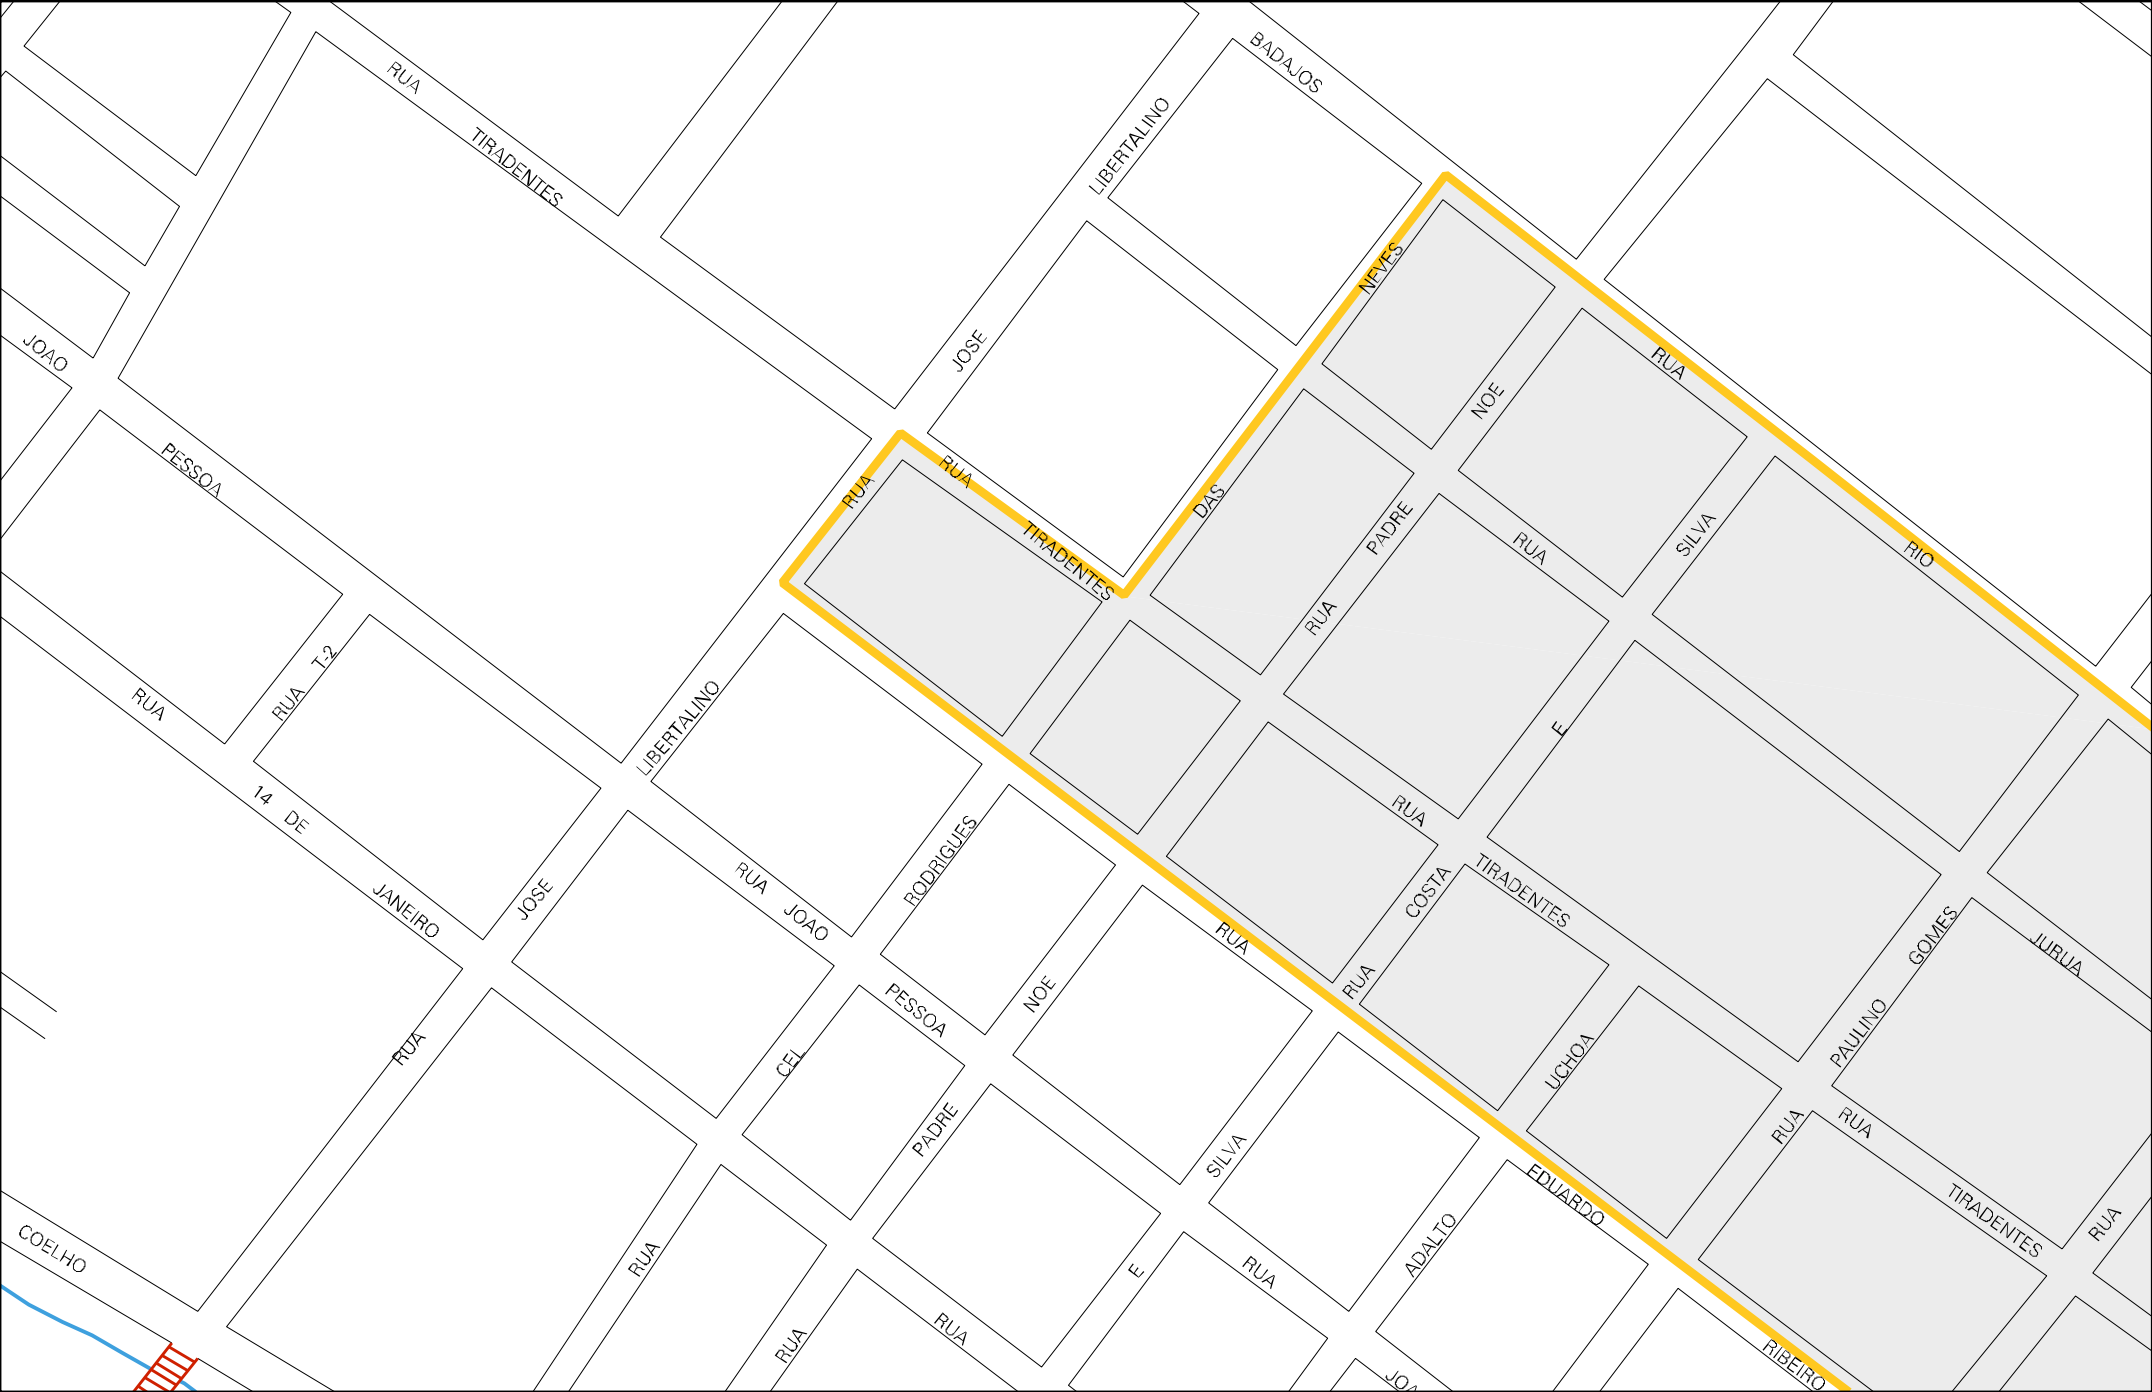 BADAJOS
RUA
TIRADENTES
LIBERTALINO
NEVES
JOAO
JOSE
RUA
NOE
PESSOA
RUA
RUA
DAS
PADRE
RUA
SILVA
RIO
TIRADENTES
RUA
T-2
RUA
RUA
LIBERTALINO
E
14
DE
RUA
JANEIRO
JOSE
RUA
JOAO
RODRIGUES
TIRADENTES
COSTA
RUA
GOMES
JURUA
PESSOA
NOE
RUA
RUA
CEL
UCHOA
PAULINO
PADRE
SILVA
RUA
RUA
EDUARDO
TIRADENTES
RUA
COELHO
RUA
E
RUA
ADALTO
RUA
RUA
RIBEIRO